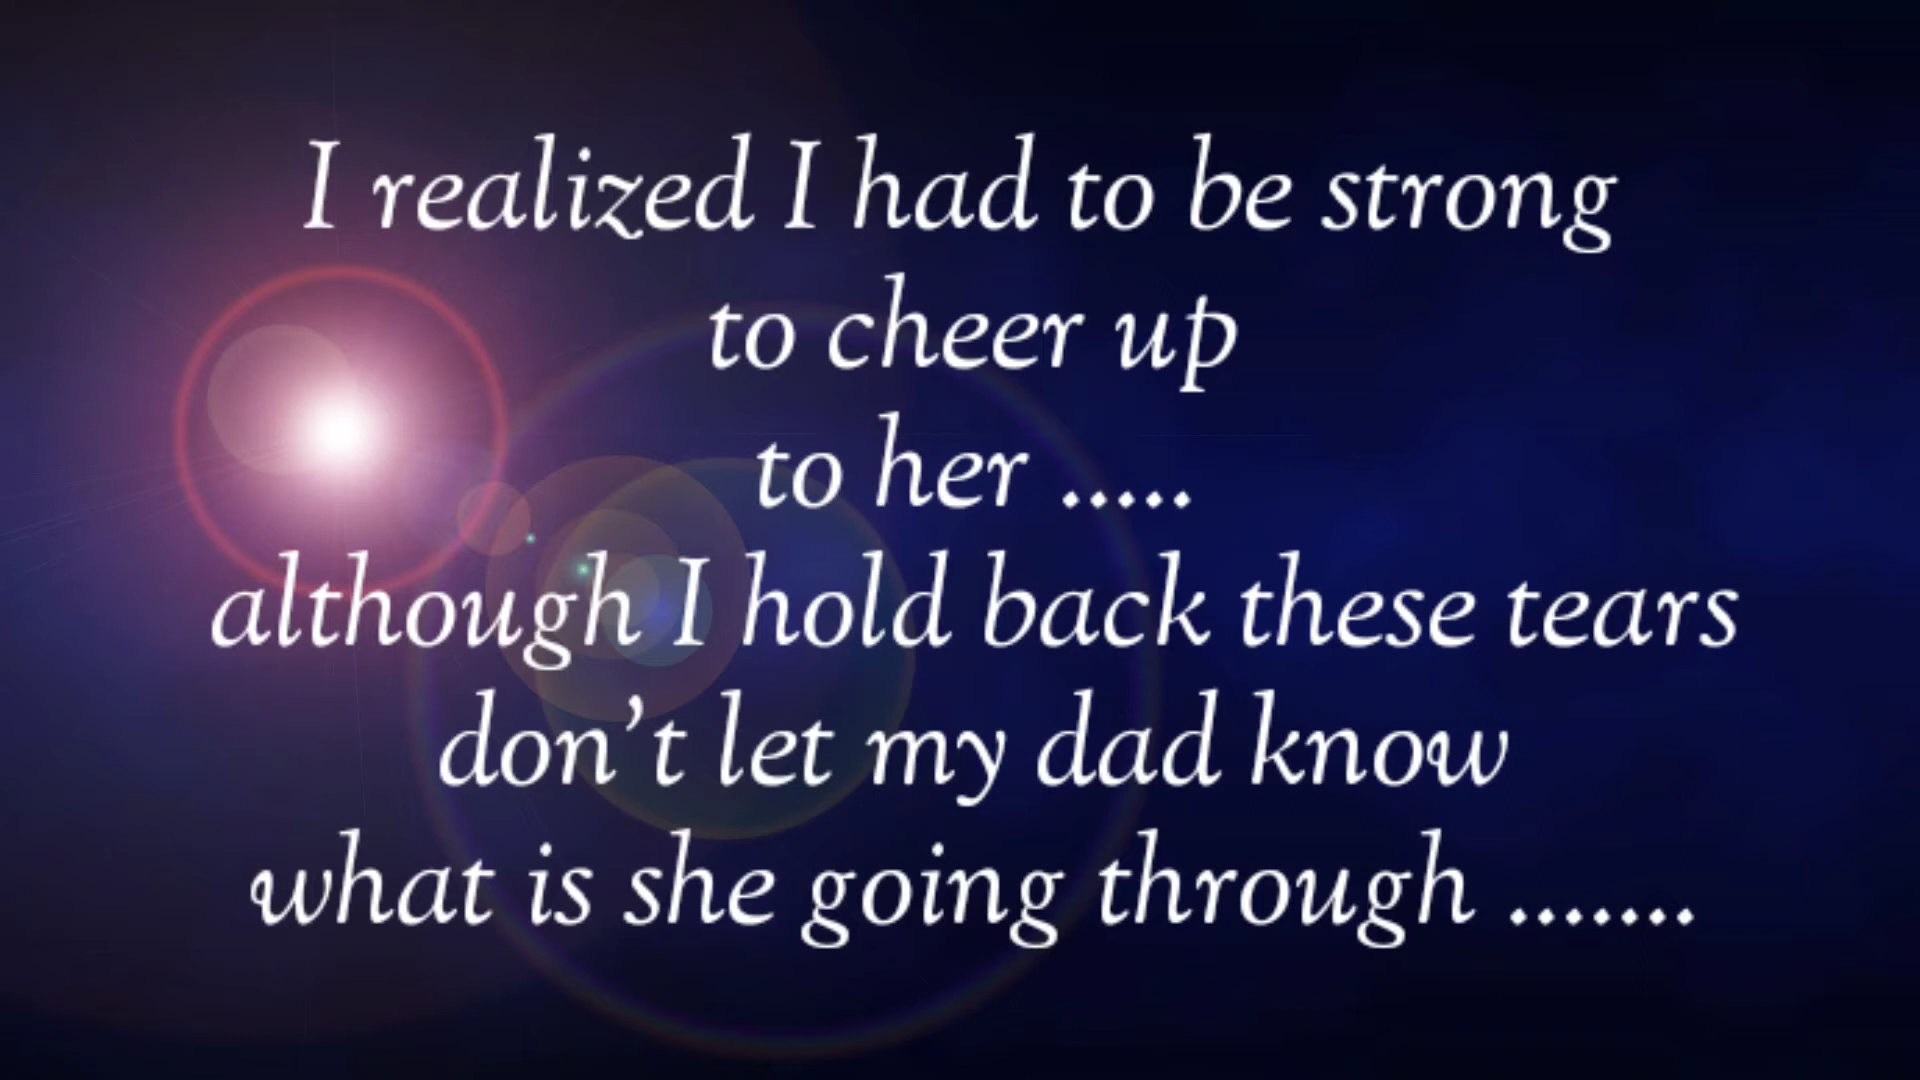 I realized I had to be strong
to cheer up
to her .....
although I hold back these tears
don’t let my dad know
what is she going through .......